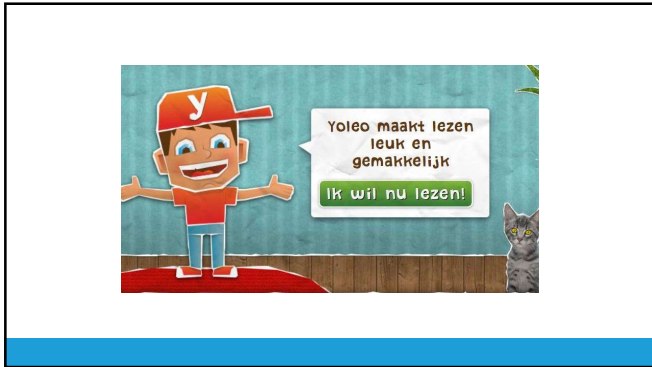 y
Yoleo maakt lezen
leuk en
gemakkelijk
Ik wil nu lezen!